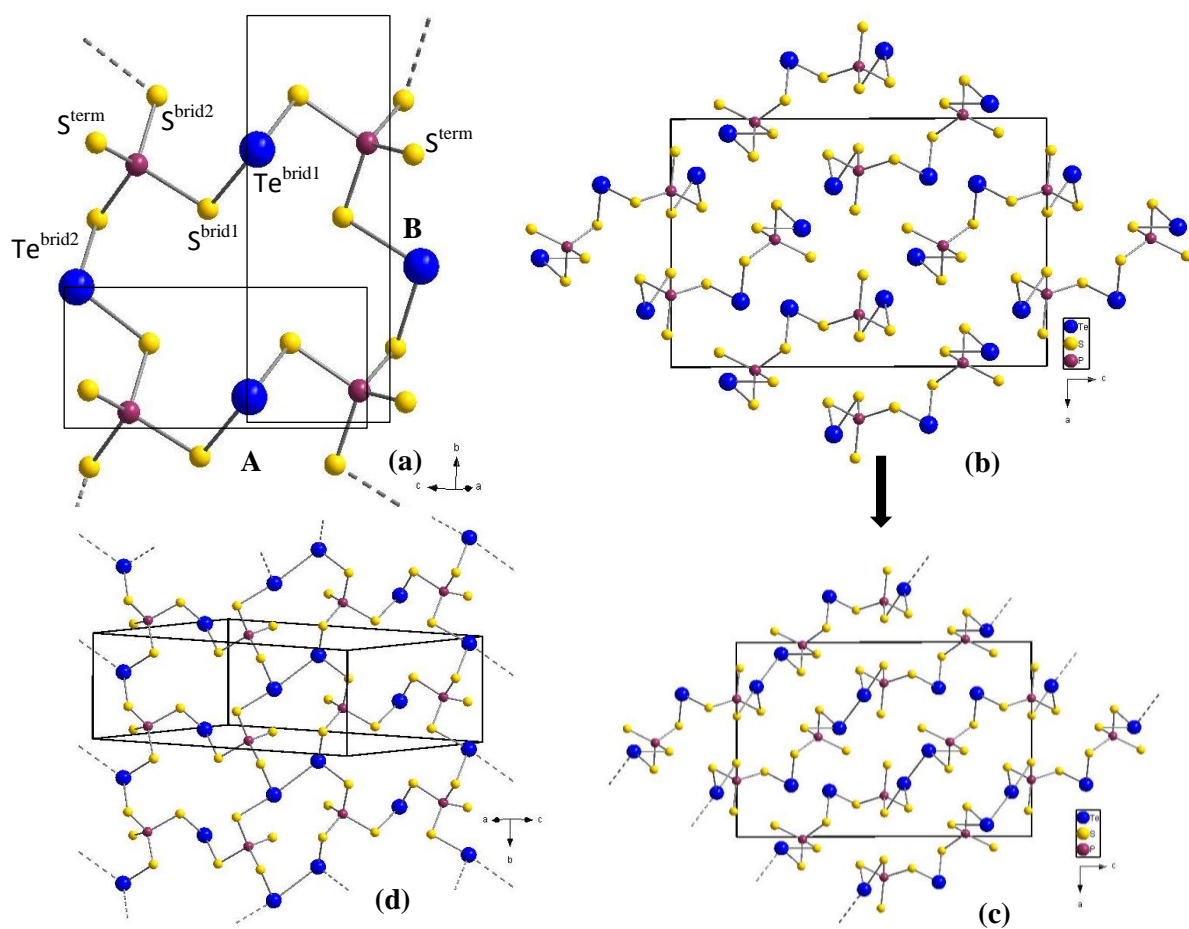 S^term
S^brid2
S^term
Te^brid1
S^brid1
Te^brid2
B
A
(a)
b
c
a
Te
S
P
c
a
(b)
a
c
b
(d)
Te
S
P
c
a
(c)